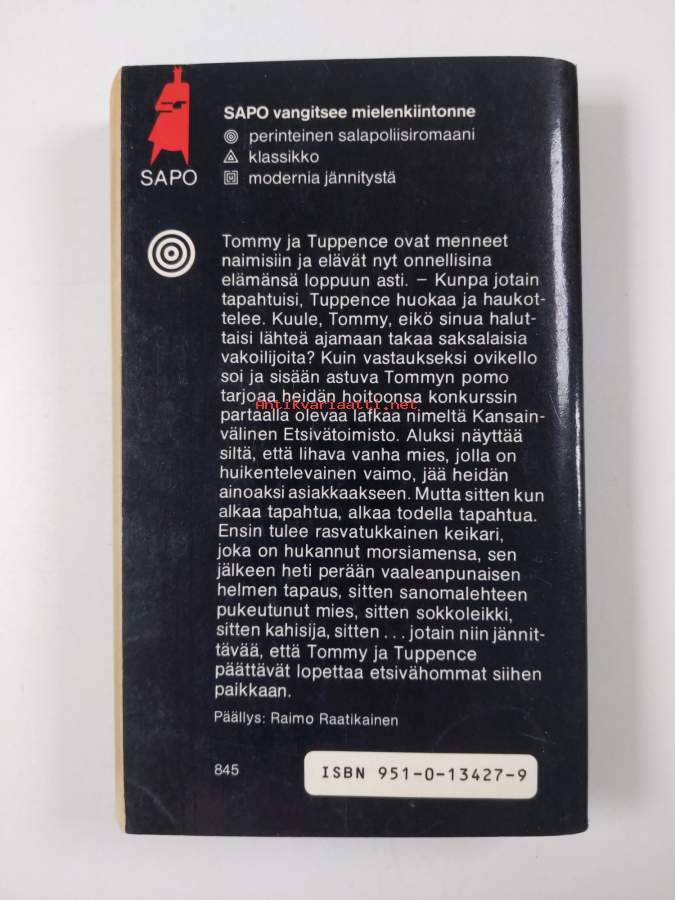 SAPO vangitsee mielenkiintonne
perinteinen salapoliisiromaani
klassikko
modernia jännitystä
SAPO
Tommy ja Tuppence ovat menneet
naimisiin ja elävät nyt onnellisina
elämänsä loppuun asti. – Kunpa jotain
tapahtuisi, Tuppence huokaa ja haukot-
telee. Kuule, Tommy, eikö sinua halut-
taisi lähteä ajamaan takaa saksalaisia
vakoilijoita? Kuin vastaukseksi ovikello
soi ja sisään astuva Tommyn pomo
tarjoaa heidän hoitoonsa konkurssin
Antikvariaatti.net
partaalla olevaa lafkaa nimeltä Kansain-
välinen Etsivätoimisto. Aluksi näyttää
siltä, että lihava vanha mies, jolla on
huikentelevainen vaimo, jää heidän
ainoaksi asiakkaakseen. Mutta sitten kun
alkaa tapahtua, alkaa todella tapahtua.
Ensin tulee rasvatukkainen keikari,
joka on hukannut morsiamensa, sen
jälkeen heti perään vaaleanpunaisen
helmen tapaus, sitten sanomalehteen
pukeutunut mies, sitten sokkoleikki,
sitten kahisija, sitten ... jotain niin jännit-
tävää, että Tommy ja Tuppence
päättävät lopettaa etsivähommat siihen
paikkaan.
Päällys: Raimo Raatikainen
845
ISBN 951-0-13427-9